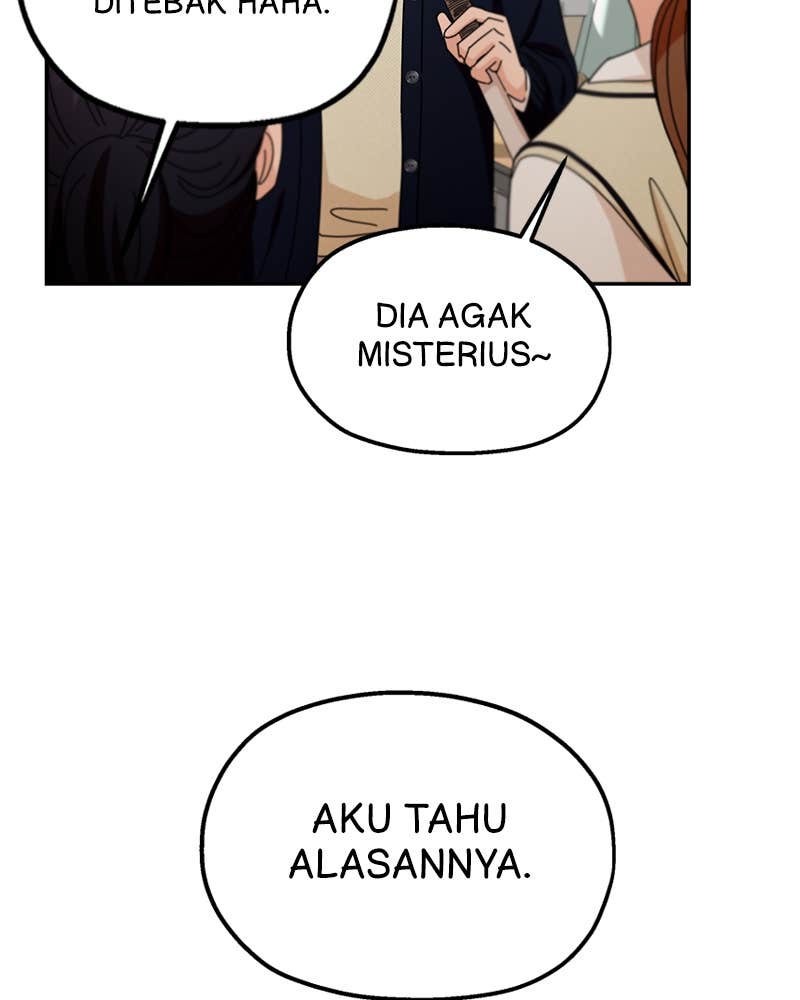 DITEBAK HAHA.
DIA AGAK
MISTERIUS~
AKU TAHU
ALASANNYA.